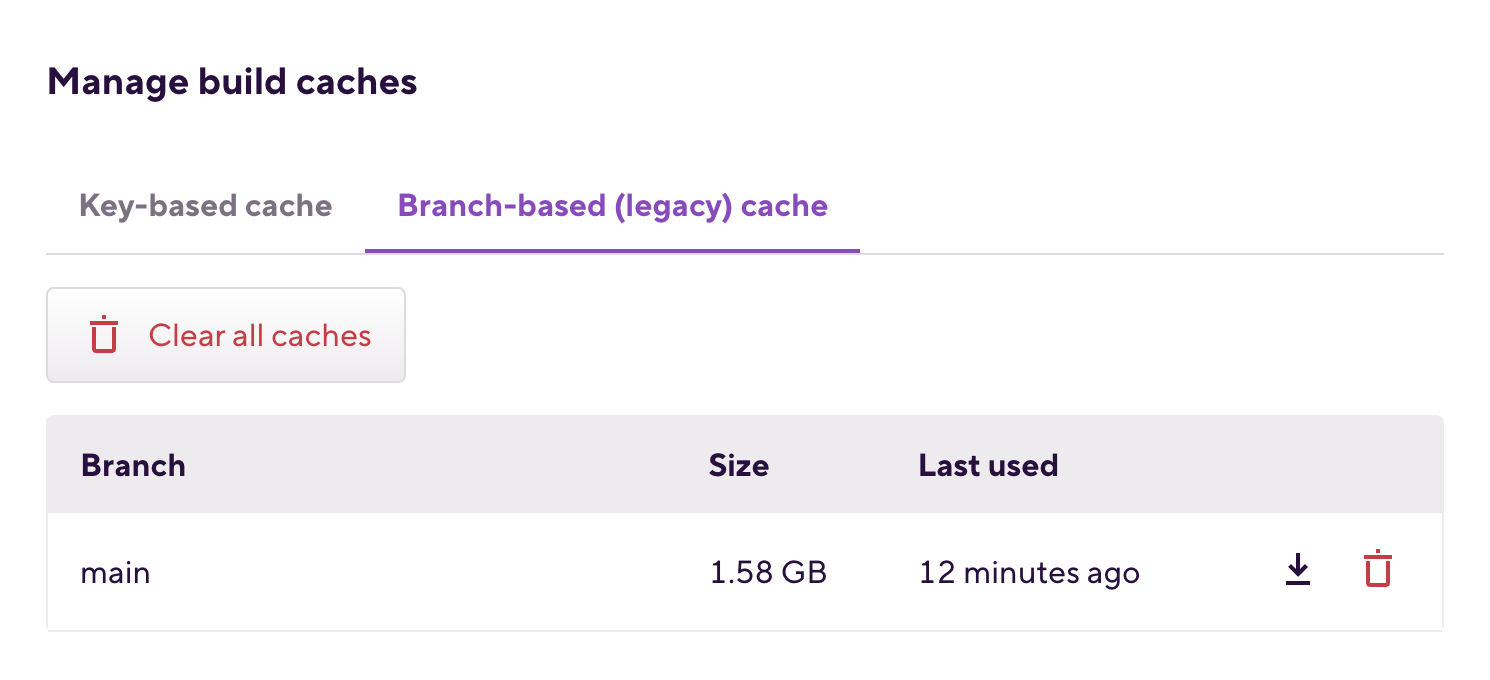 Manage build caches
Key-based cache Branch-based (legacy) cache
Clear all caches
Branch Size Last used
main 1.58 GB 12 minutes ago